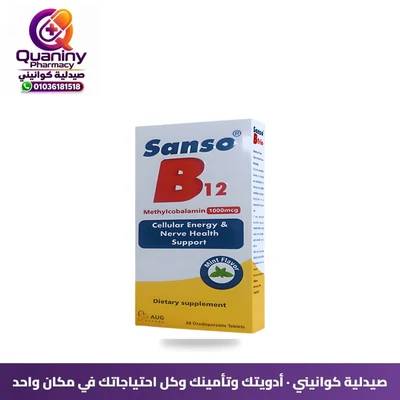 Quaniny
Pharmacy
صيدلية كوانيني
01036181518
Sanso®
B12
Methylcobalamin 1000mcg
Cellular Energy &
Nerve Health
Support
Mint Flavor
Dietary supplement
AUG
30 Orodispersible Tablets
صيدلية كوانيني · أدويتك وتأمينك وكل احتياجاتك في مكان واحد